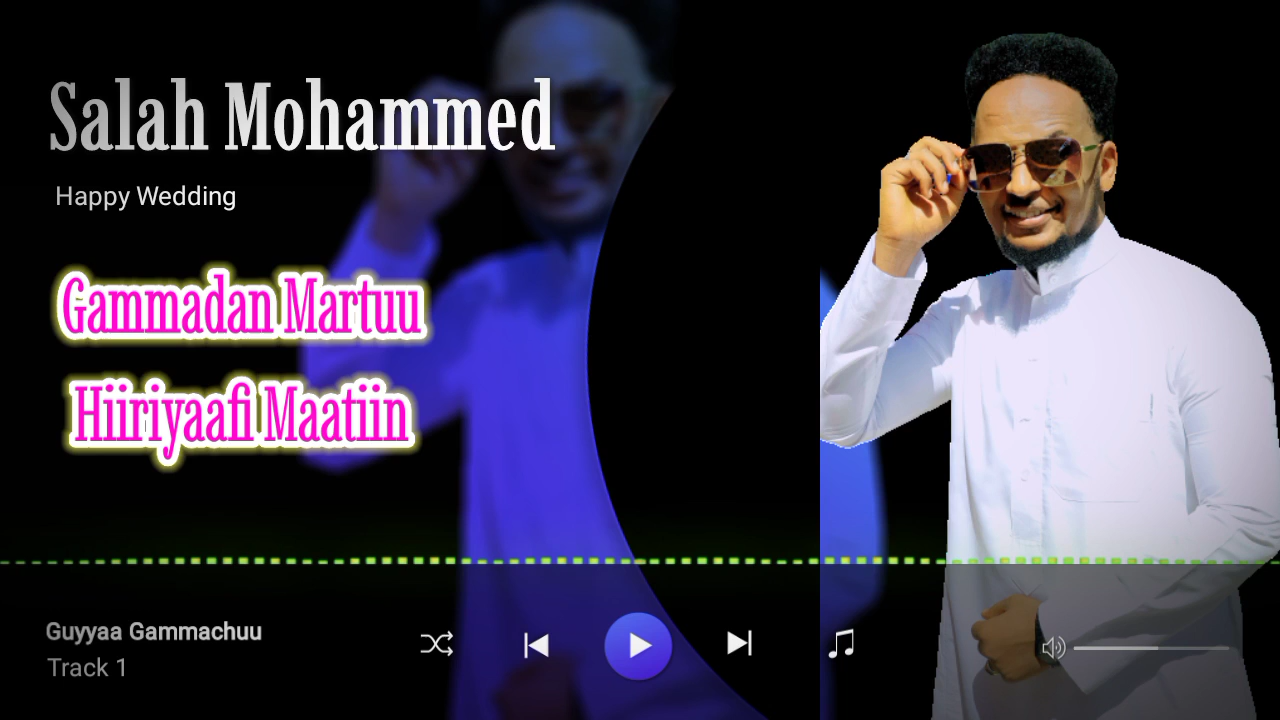 Salah Mohammed
Happy Wedding
Gammadan Martuu
Hiiriyaafi Maatiin
Guyyaa Gammachuu
Track 1